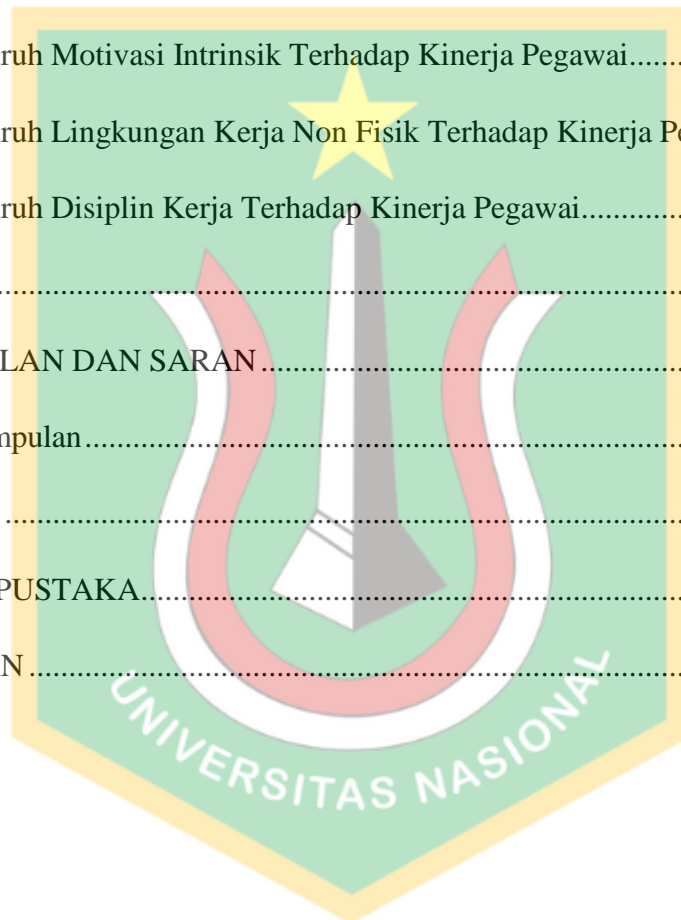 ruh Motivasi Intrinsik Terhadap Kinerja Pegawai.......
ruh Lingkungan Kerja Non Fisik Terhadap Kinerja Pe
ruh Disiplin Kerja Terhadap Kinerja Pegawai.............
......................................................................................
LAN DAN SARAN.....................................................
mpulan...........................................................................
.....................................................................................
PUSTAKA....................................................................
N..................................................................................
UNIVERSITAS NASIONAL